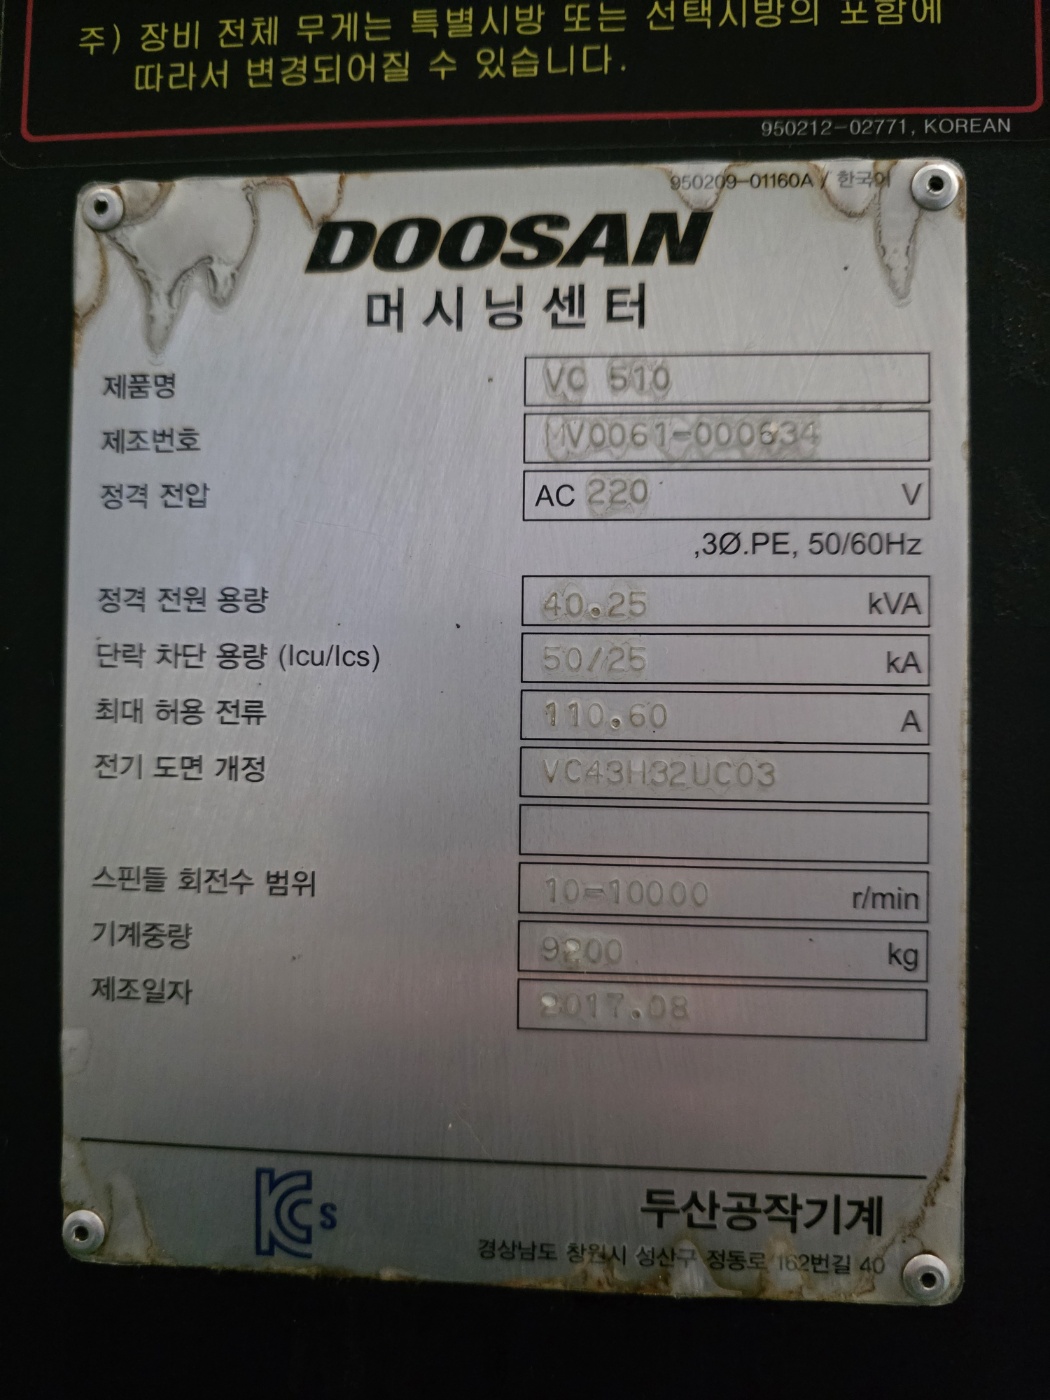 주) 장비 전체 무게는 특별시방 또는 선택시방의 포함에
따라서 변경되어질 수 있습니다.
950212-02771, KOREAN
950209-01160A / 한국어
DOOSAN
머시닝센터
제품명 VC 510
제조번호 MV0061-000634
정격 전압 AC 220 V
,3Ø.PE, 50/60Hz
정격 전원 용량 40.25 kVA
단락 차단 용량 (Icu/Ics) 50/25 kA
최대 허용 전류 110.60 A
전기 도면 개정 VC43H32UC03
스핀들 회전수 범위 10-10000 r/min
기계중량 9200 kg
제조일자 2017.08
KCs
두산공작기계
경상남도 창원시 성산구 정동로 162번길 40